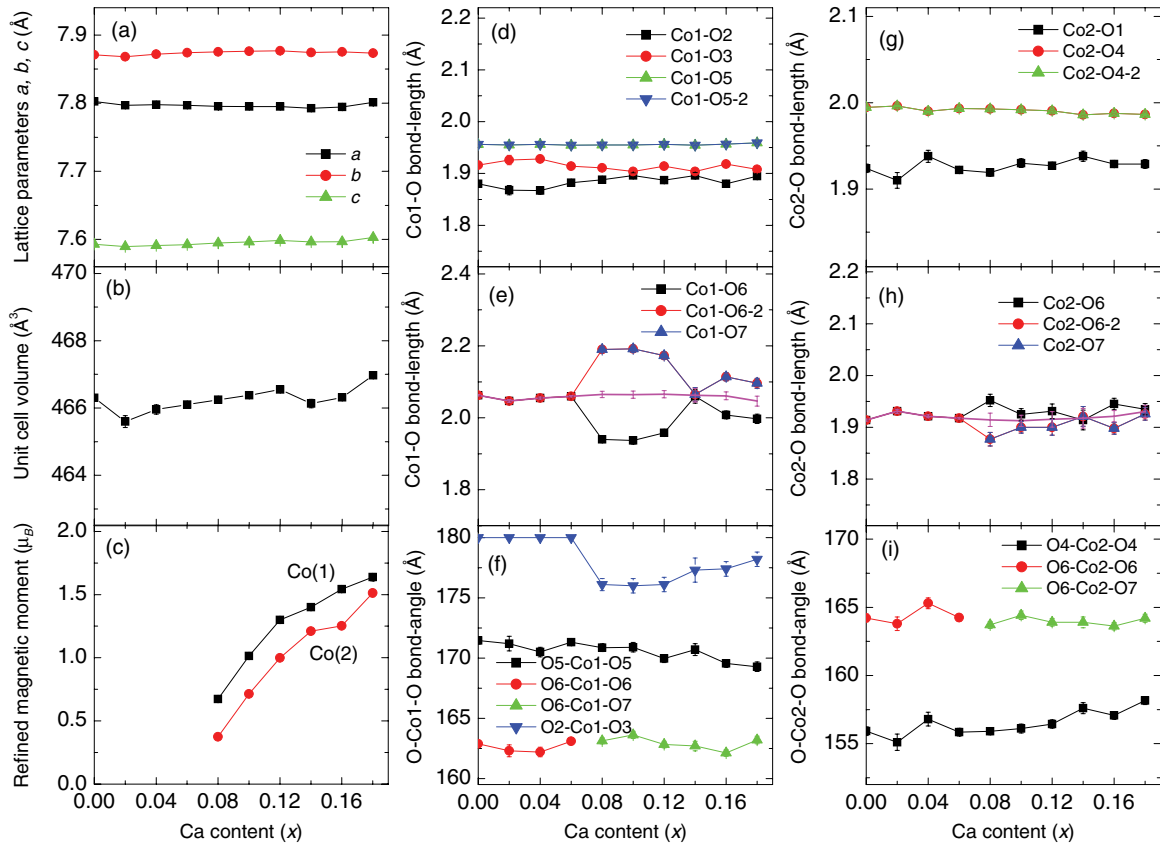 (a)
Lattice parameters a, b, c (Å)
7.9
7.8
7.6
a
b
c
(b)
Unit cell volume (Å3)
470
468
466
464
(c)
Refined magnetic moment (μB)
2.0
1.5
1.0
0.5
0.0
Co(1)
Co(2)
0.00 0.04 0.08 0.12 0.16
Ca content (x)
(d)
Co1-O bond-length (Å)
2.2
2.1
2.0
1.9
1.8
Co1-O2
Co1-O3
Co1-O5
Co1-O5-2
(e)
Co1-O bond-length (Å)
2.4
2.2
2.0
1.8
Co1-O6
Co1-O6-2
Co1-O7
(f)
O-Co1-O bond-angle (Å)
180
175
170
165
160
O5-Co1-O5
O6-Co1-O6
O6-Co1-O7
O2-Co1-O3
0.00 0.04 0.08 0.12 0.16
Ca content (x)
(g)
Co2-O bond-length (Å)
2.1
2.0
1.9
Co2-O1
Co2-O4
Co2-O4-2
(h)
Co2-O bond-length (Å)
2.2
2.1
2.0
1.9
1.8
Co2-O6
Co2-O6-2
Co2-O7
(i)
O-Co2-O bond-angle (Å)
170
165
160
155
O4-Co2-O4
O6-Co2-O6
O6-Co2-O7
0.00 0.04 0.08 0.12 0.16
Ca content (x)